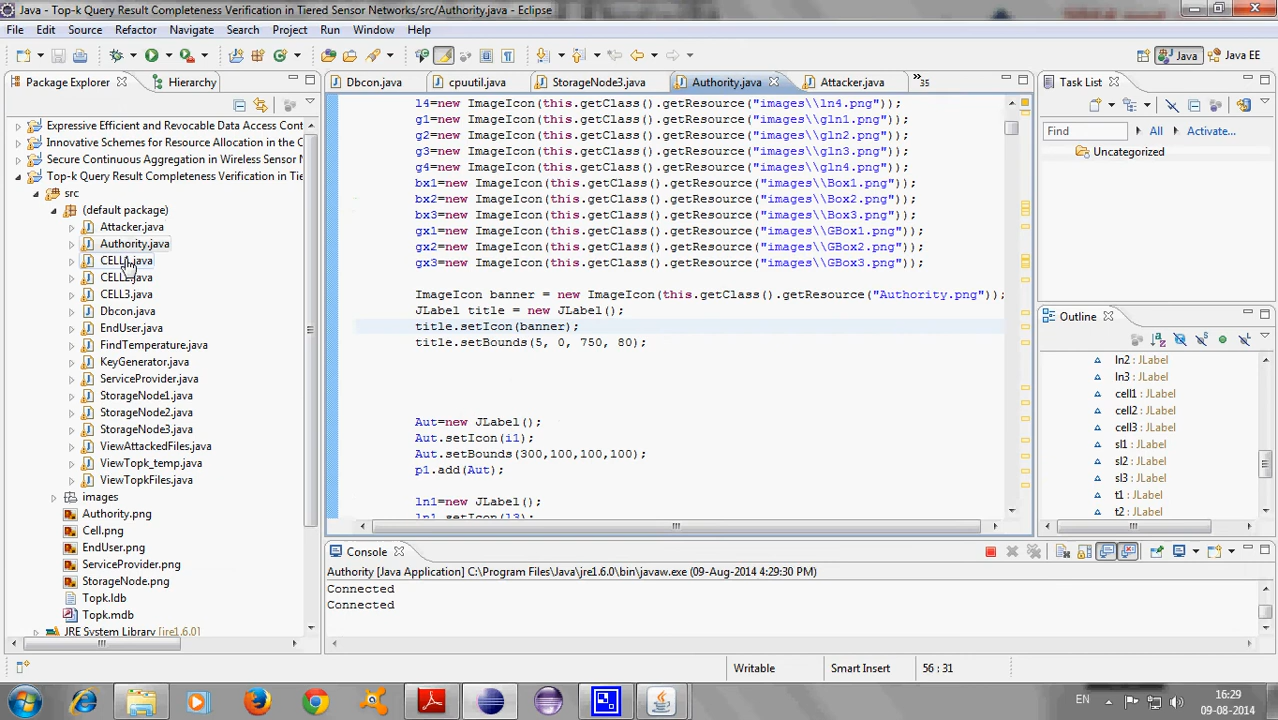 Java - Top-k Query Result Completeness Verification in Tiered Sensor Networks/src/Authority.java - Eclipse
File Edit Source Refactor Navigate Search Project Run Window Help
Java Java EE
Package Explorer Hierarchy
Dbcon.java cpuutil.java StorageNode3.java Authority.java Attacker.java »35
Task List
Expressive Efficient and Revocable Data Access Cont
Innovative Schemes for Resource Allocation in the C
Secure Continuous Aggregation in Wireless Sensor N
Top-k Query Result Completeness Verification in Tie
src
(default package)
Attacker.java
Authority.java
CELL1.java
CELL2.java
CELL3.java
Dbcon.java
EndUser.java
FindTemperature.java
KeyGenerator.java
ServiceProvider.java
StorageNode1.java
StorageNode2.java
StorageNode3.java
ViewAttackedFiles.java
ViewTopk_temp.java
ViewTopkFiles.java
images
Authority.png
Cell.png
EndUser.png
ServiceProvider.png
StorageNode.png
Topk.ldb
Topk.mdb
JRE System Library [jre1.6.0]
l4=new ImageIcon(this.getClass().getResource("images\\ln4.png"));
g1=new ImageIcon(this.getClass().getResource("images\\gln1.png"));
g2=new ImageIcon(this.getClass().getResource("images\\gln2.png"));
g3=new ImageIcon(this.getClass().getResource("images\\gln3.png"));
g4=new ImageIcon(this.getClass().getResource("images\\gln4.png"));
bx1=new ImageIcon(this.getClass().getResource("images\\Box1.png"));
bx2=new ImageIcon(this.getClass().getResource("images\\Box2.png"));
bx3=new ImageIcon(this.getClass().getResource("images\\Box3.png"));
gx1=new ImageIcon(this.getClass().getResource("images\\GBox1.png"));
gx2=new ImageIcon(this.getClass().getResource("images\\GBox2.png"));
gx3=new ImageIcon(this.getClass().getResource("images\\GBox3.png"));
ImageIcon banner = new ImageIcon(this.getClass().getResource("Authority.png"));
JLabel title = new JLabel();
title.setIcon(banner);
title.setBounds(5, 0, 750, 80);
Aut=new JLabel();
Aut.setIcon(i1);
Aut.setBounds(300,100,100,100);
p1.add(Aut);
ln1=new JLabel();
ln1.setIcon(l3);
Find All Activate...
Uncategorized
Outline
ln2 : JLabel
ln3 : JLabel
cell1 : JLabel
cell2 : JLabel
cell3 : JLabel
sl1 : JLabel
sl2 : JLabel
sl3 : JLabel
t1 : JLabel
t2 : JLabel
Console
Authority [Java Application] C:\Program Files\Java\jre1.6.0\bin\javaw.exe (09-Aug-2014 4:29:30 PM)
Connected
Connected
Writable Smart Insert 56 : 31
EN 16:29
09-08-2014